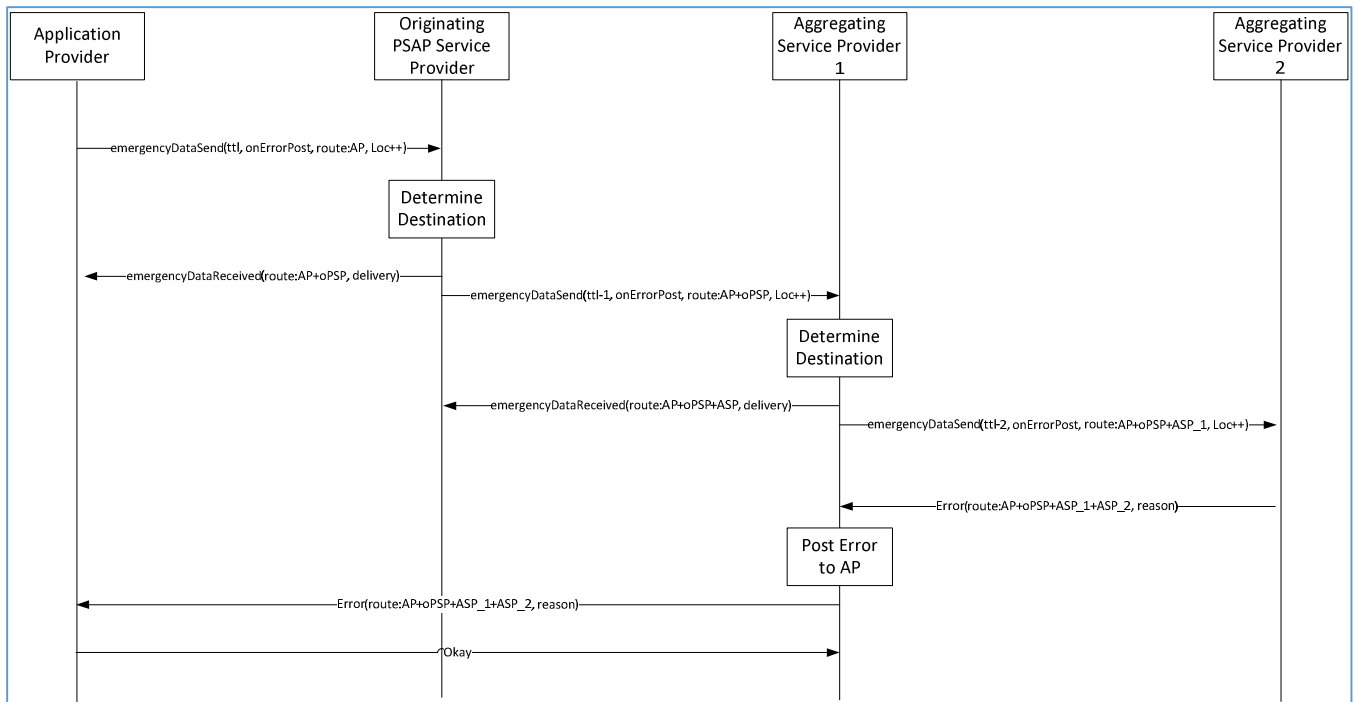 Application
Provider
Originating
PSAP Service
Provider
Aggregating
Service Provider
1
Aggregating
Service Provider
2
emergencyDataSend(ttl, onErrorPost, route:AP, Loc++)
Determine
Destination
emergencyDataReceived(route:AP+oPSP, delivery)
emergencyDataSend(ttl-1, onErrorPost, route:AP+oPSP, Loc++)
Determine
Destination
emergencyDataReceived(route:AP+oPSP+ASP, delivery)
emergencyDataSend(ttl-2, onErrorPost, route:AP+oPSP+ASP_1, Loc++)
Error(route:AP+oPSP+ASP_1+ASP_2, reason)
Post Error
to AP
Error(route:AP+oPSP+ASP_1+ASP_2, reason)
Okay